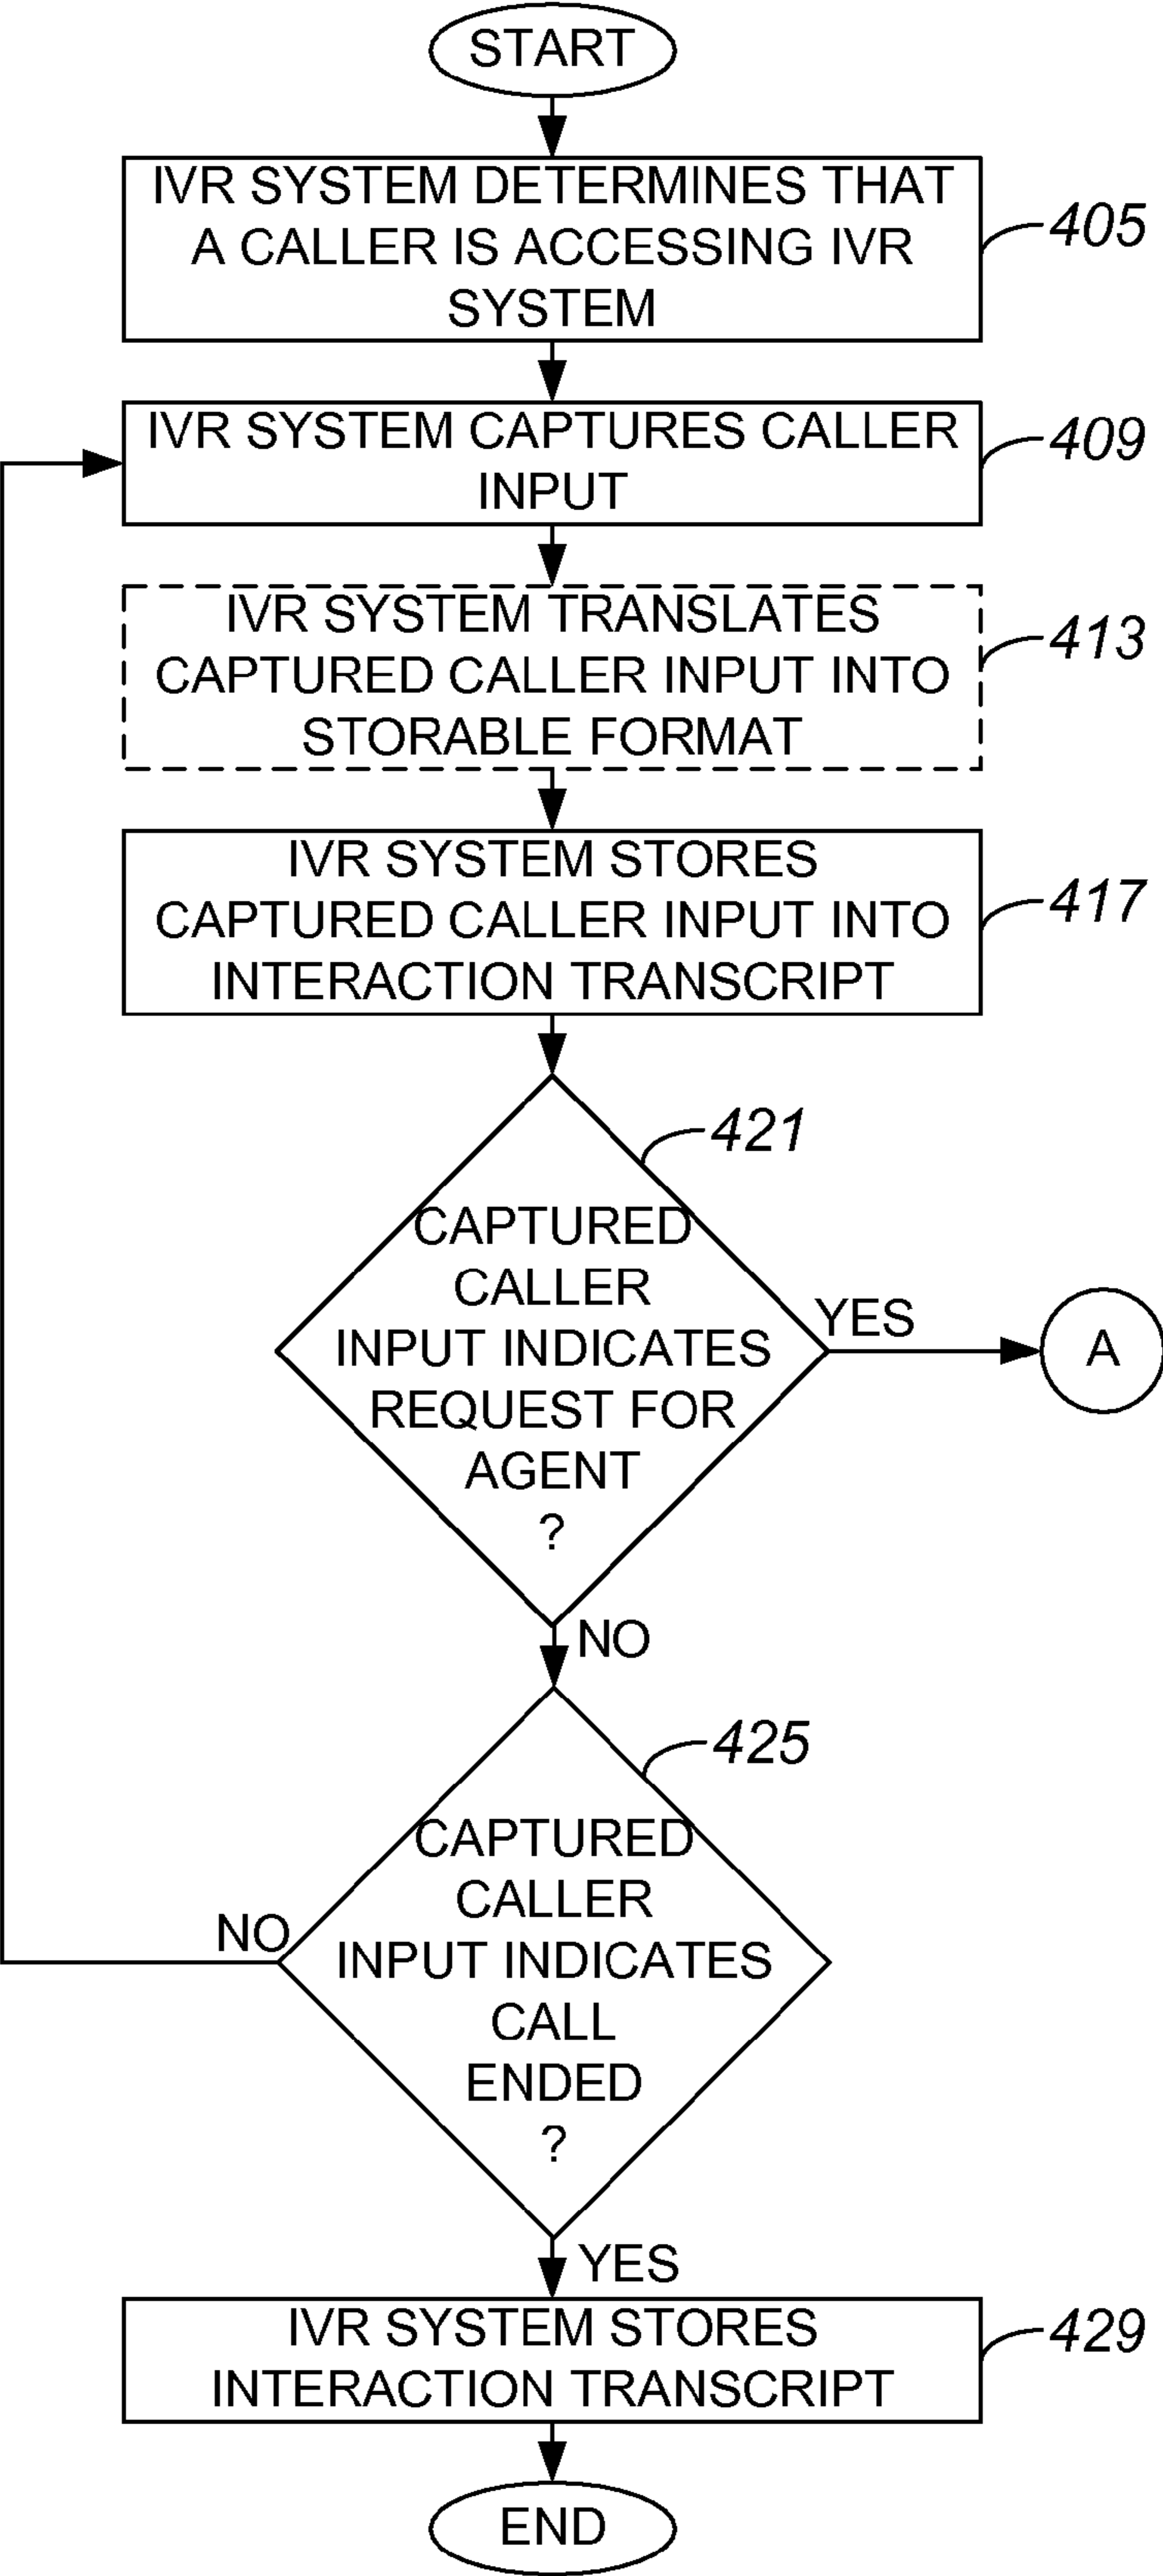 START
IVR SYSTEM DETERMINES THAT
A CALLER IS ACCESSING IVR
SYSTEM
405
IVR SYSTEM CAPTURES CALLER
INPUT
409
IVR SYSTEM TRANSLATES
CAPTURED CALLER INPUT INTO
STORABLE FORMAT
413
IVR SYSTEM STORES
CAPTURED CALLER INPUT INTO
INTERACTION TRANSCRIPT
417
421
CAPTURED
CALLER
INPUT INDICATES
REQUEST FOR
AGENT
?
YES
A
NO
425
CAPTURED
CALLER
INPUT INDICATES
CALL
ENDED
?
NO
YES
IVR SYSTEM STORES
INTERACTION TRANSCRIPT
429
END